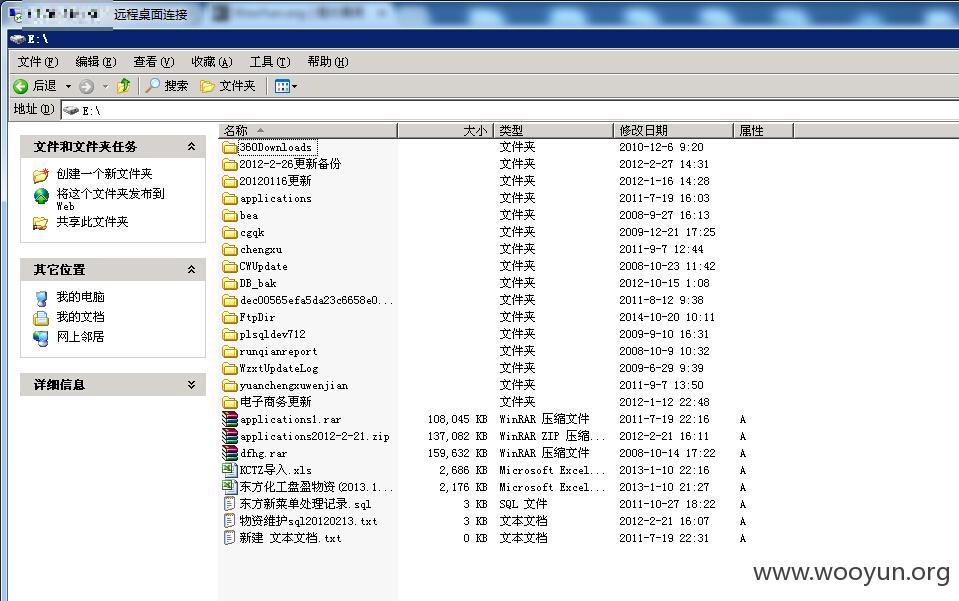 远程桌面连接
E:\
文件(F) 编辑(E) 查看(V) 收藏(A) 工具(T) 帮助(H)
后退 搜索 文件夹
地址(D) E:\
名称 大小 类型 修改日期 属性
文件和文件夹任务
创建一个新文件夹
将这个文件夹发布到
Web
共享此文件夹
其它位置
我的电脑
我的文档
网上邻居
详细信息
360Downloads 文件夹 2010-12-6 9:20
2012-2-26更新备份 文件夹 2012-2-27 14:31
20120116更新 文件夹 2012-1-16 14:28
applications 文件夹 2011-7-19 16:03
bea 文件夹 2008-9-27 16:13
cgqk 文件夹 2009-12-21 17:25
chengxu 文件夹 2011-9-7 12:44
CWUpdate 文件夹 2008-10-23 11:42
DB_bak 文件夹 2012-10-15 1:08
dec00565efa5da23c6658e0... 文件夹 2011-8-12 9:38
FtpDir 文件夹 2014-10-20 10:11
plsqldev712 文件夹 2009-9-10 16:31
runqianreport 文件夹 2008-10-9 10:32
WzxtUpdateLog 文件夹 2009-6-29 9:39
yuanchengxuwenjian 文件夹 2011-9-7 13:50
电子商务更新 文件夹 2012-1-12 22:48
applications1.rar 108,045 KB WinRAR 压缩文件 2011-7-19 22:16 A
applications2012-2-21.zip 137,082 KB WinRAR ZIP 压缩... 2012-2-21 16:11 A
dfhg.rar 159,632 KB WinRAR 压缩文件 2008-10-14 17:22 A
KCTZ导入.xls 2,686 KB Microsoft Excel... 2013-1-10 22:16 A
东方化工盘盈物资(2013.1... 2,176 KB Microsoft Excel... 2013-1-10 21:27 A
东方新菜单处理记录.sql 3 KB SQL 文件 2011-10-27 18:22 A
物资维护sql20120213.txt 3 KB 文本文档 2012-2-21 16:07 A
新建 文本文档.txt 0 KB 文本文档 2011-7-19 22:31 A
www.wooyun.org